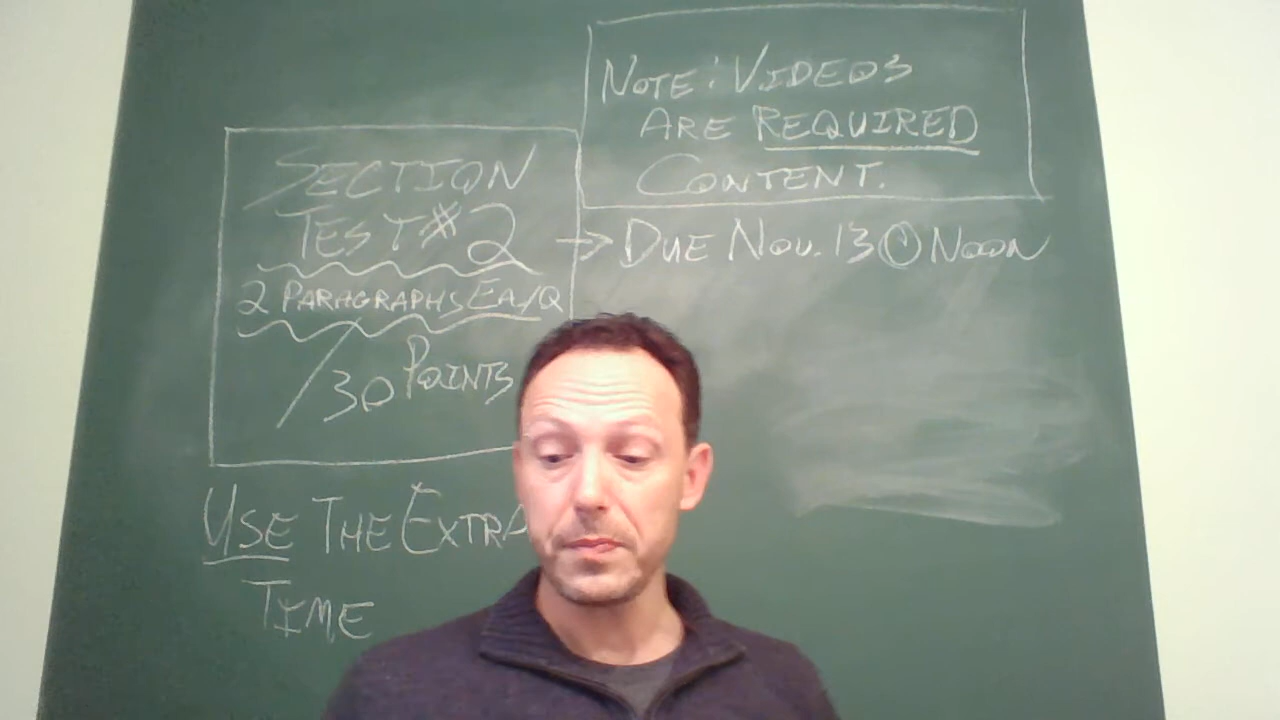 NOTE: VIDEOS
ARE REQUIRED
CONTENT.
SECTION
TEST #2 → DUE NOV. 13 @ NOON
2 PARAGRAPHS EA/Q
/30 POINTS
USE THE EXTRA
TIME